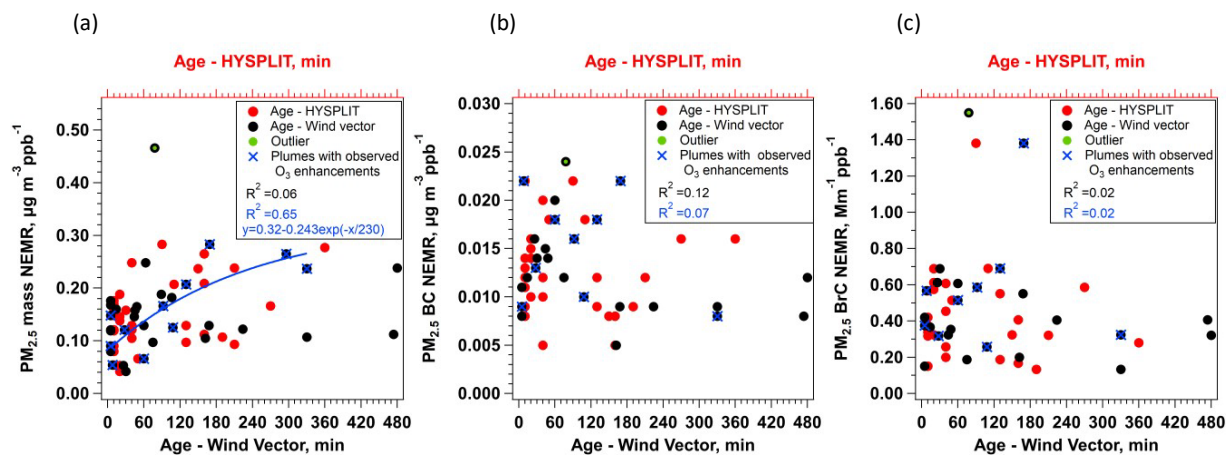 (a)
Age - HYSPLIT, min
PM2.5 mass NEMR, µg m-3 ppb-1
0.50
0.40
0.30
0.20
0.10
0.00
Age - HYSPLIT
Age - Wind vector
Outlier
Plumes with observed
O3 enhancements
R2 =0.06
R2 =0.65
y=0.32-0.243exp(-x/230)
0 60 120 180 240 300 360 420 480
Age - Wind Vector, min
(b)
Age - HYSPLIT, min
PM2.5 BC NEMR, µg m-3 ppb-1
0.030
0.025
0.020
0.015
0.010
0.005
0.000
Age - HYSPLIT
Age - Wind vector
Outlier
Plumes with observed
O3 enhancements
R2 =0.12
R2 =0.07
0 60 120 180 240 300 360 420 480
Age - Wind Vector, min
(c)
Age - HYSPLIT, min
PM2.5 BrC NEMR, Mm-1 ppb-1
1.60
1.40
1.20
1.00
0.80
0.60
0.40
0.20
0.00
Age - HYSPLIT
Age - Wind vector
Outlier
Plumes with observed
O3 enhancements
R2 =0.02
R2 =0.02
0 60 120 180 240 300 360 420 480
Age - Wind Vector, min